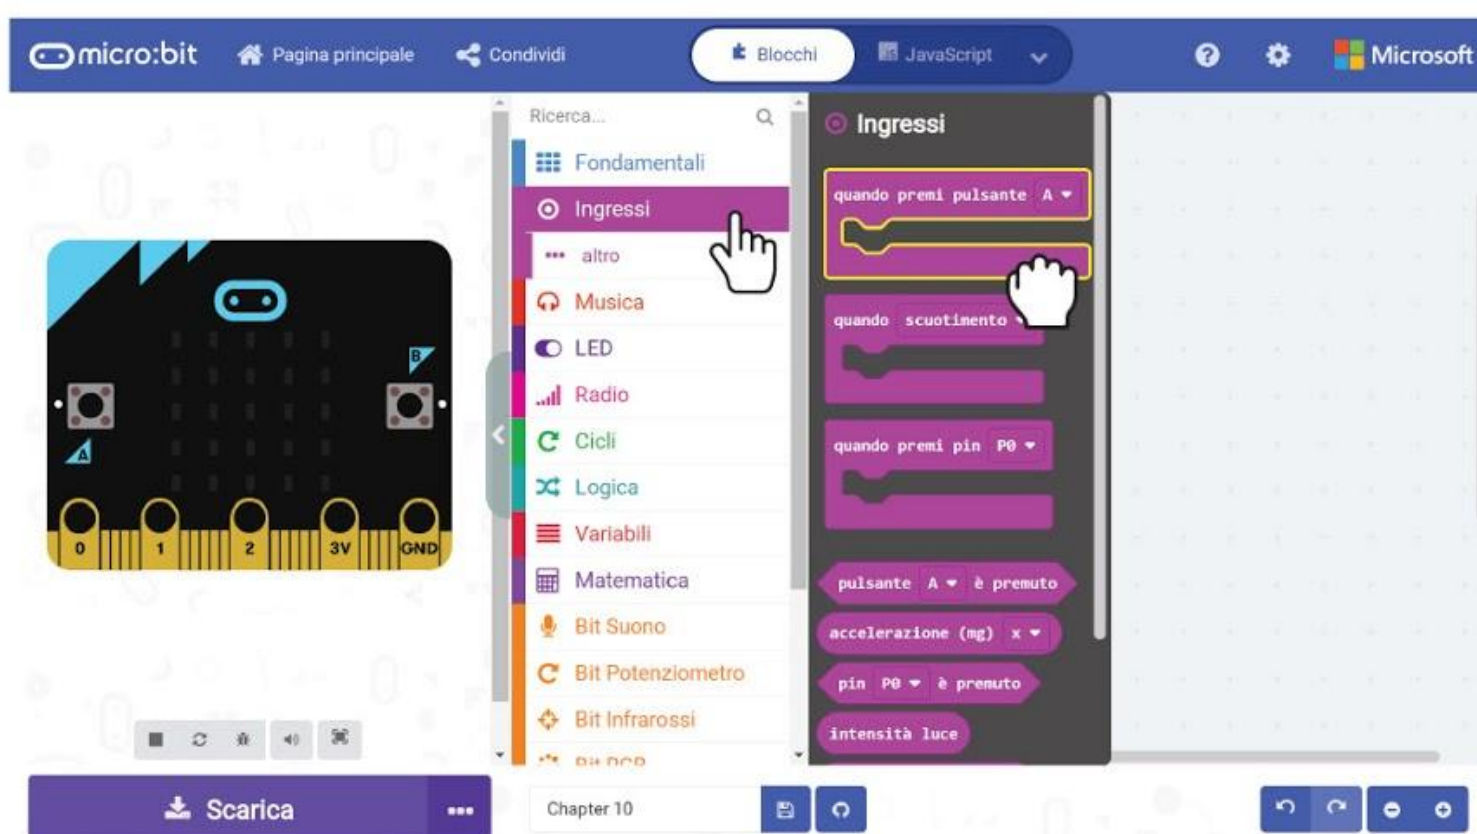 micro:bit Pagina principale Condividi Blocchi JavaScript ? Microsoft
Ricerca...
Fondamentali
Ingressi
altro
Musica
LED
Radio
Cicli
Logica
Variabili
Matematica
Bit Suono
Bit Potenziometro
Bit Infrarossi
Bit RGB
Ingressi
quando premi pulsante A
quando scuotimento
quando premi pin P0
pulsante A è premuto
accelerazione (mg) x
pin P0 è premuto
intensità luce
B
A
0 1 2 3V GND
Scarica
Chapter 10